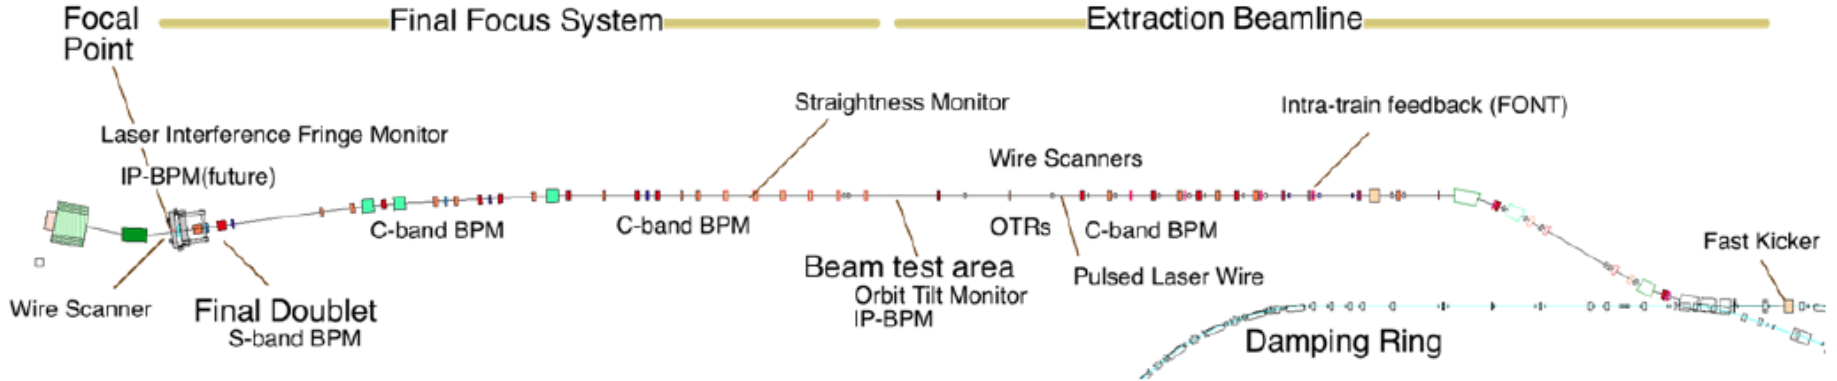 Focal
Point
Final Focus System
Extraction Beamline
Straightness Monitor
Intra-train feedback (FONT)
Laser Interference Fringe Monitor
Wire Scanners
IP-BPM(future)
C-band BPM
C-band BPM
OTRs
C-band BPM
Fast Kicker
Beam test area
Orbit Tilt Monitor
IP-BPM
Pulsed Laser Wire
Wire Scanner
Final Doublet
S-band BPM
Damping Ring